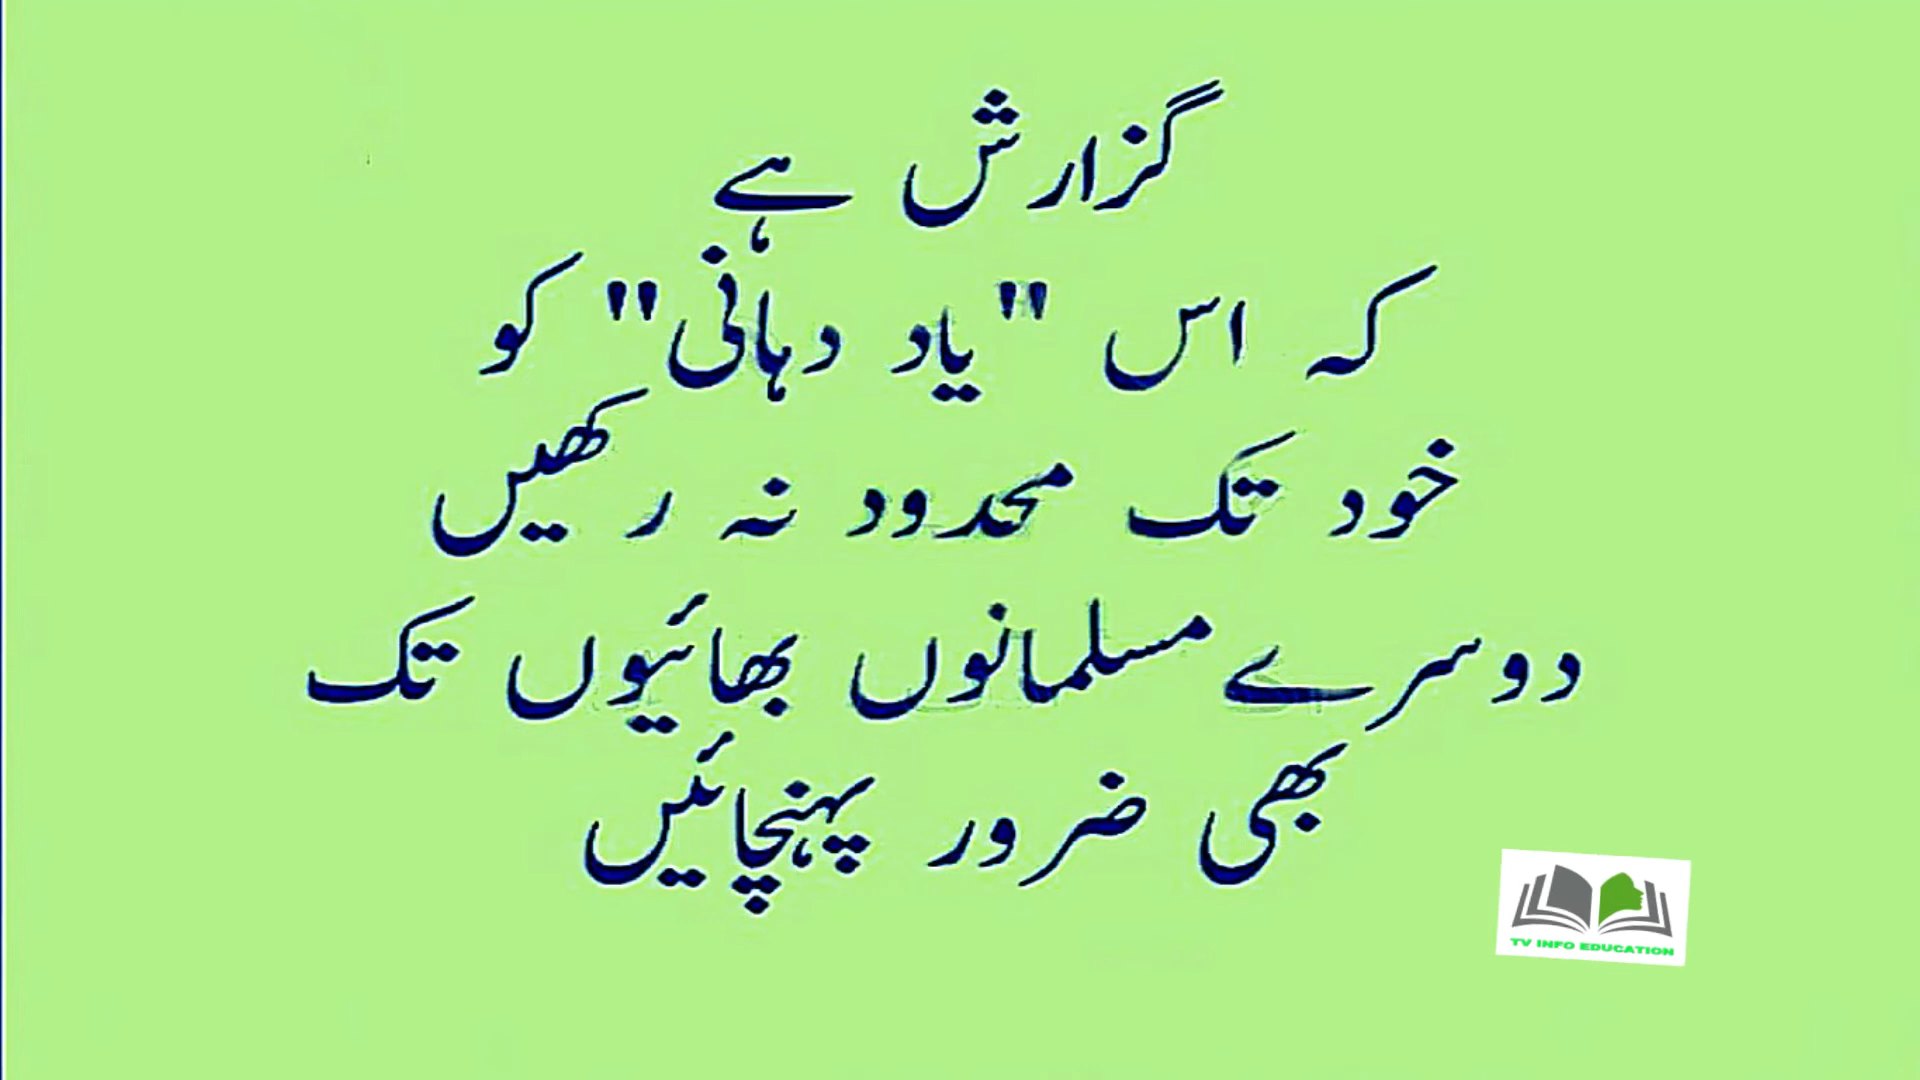 گزارش ہے
کہ اس "یاد دہانی" کو
خود تک محدود نہ رکھیں
دوسرے مسلمانوں بھائیوں تک
بھی ضرور پہنچائیں
TV INFO EDUCATION